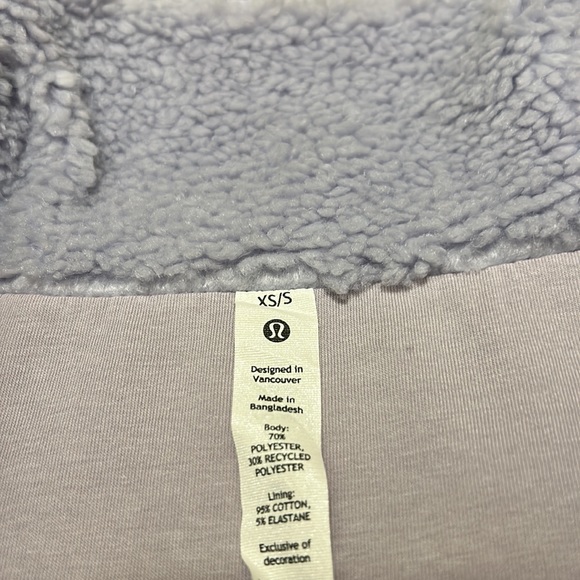 XS/S
Designed in
Vancouver
Made in
Bangladesh
Body:
70%
POLYESTER,
30% RECYCLED
POLYESTER
Lining:
95% COTTON,
5% ELASTANE
Exclusive of
decoration